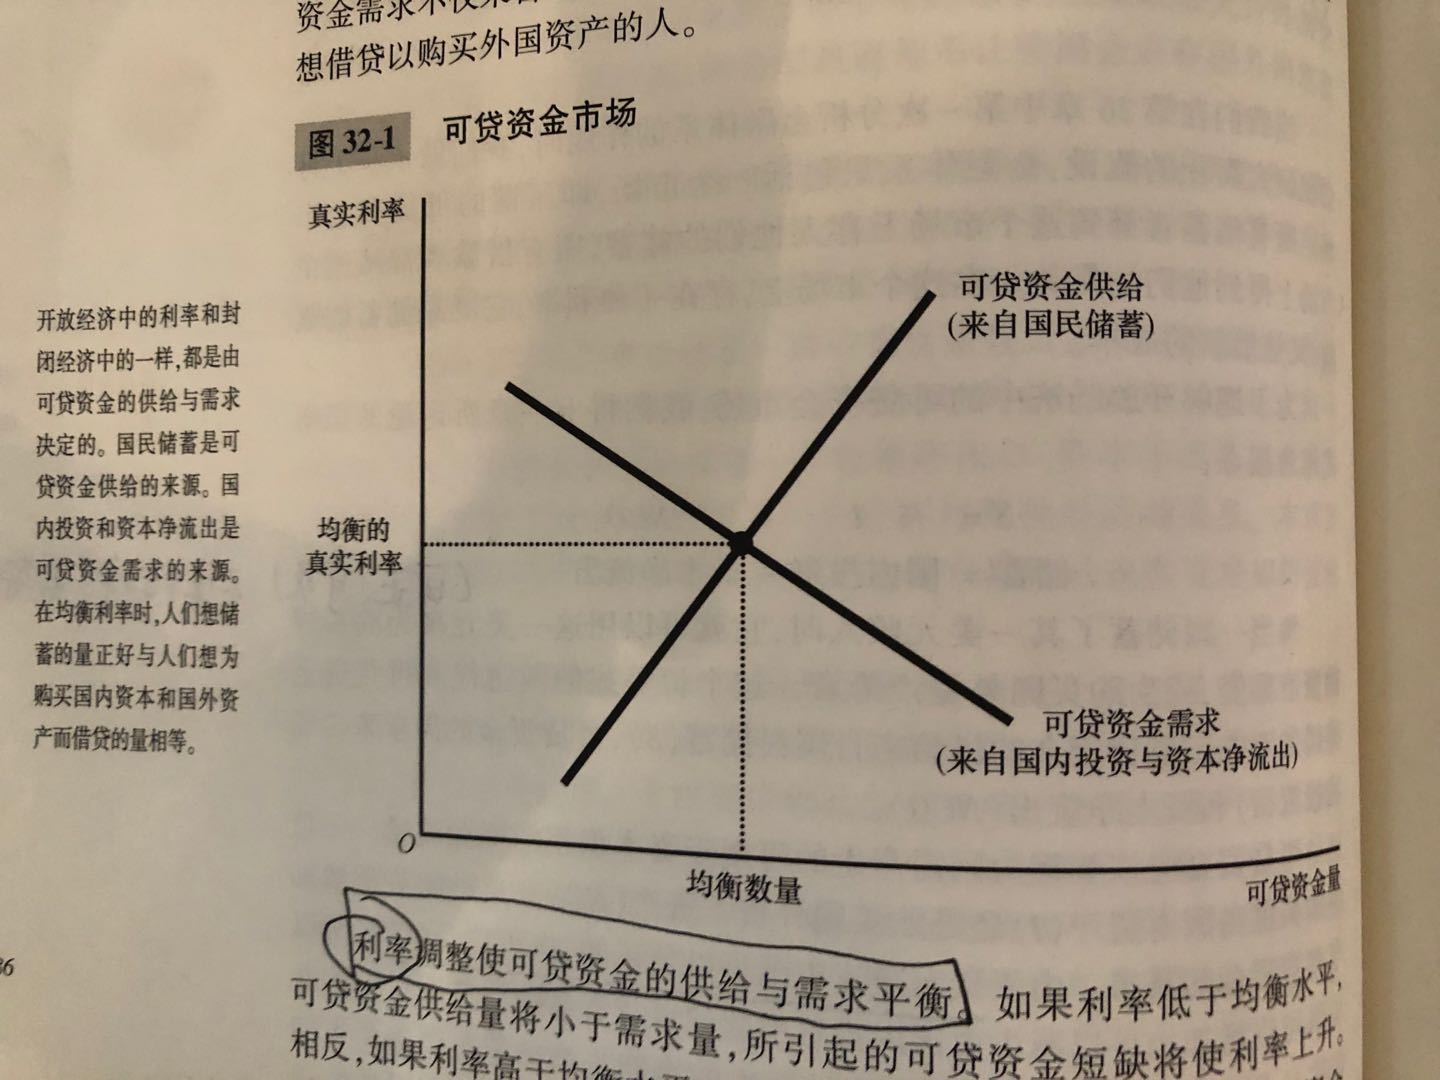 资金需求不仅来自
想借贷以购买外国资产的人。
图 32-1 可贷资金市场
真实利率
可贷资金供给
(来自国民储蓄)
开放经济中的利率和封
闭经济中的一样,都是由
可贷资金的供给与需求
决定的。国民储蓄是可
贷资金供给的来源。国
内投资和资本净流出是
可贷资金需求的来源。
在均衡利率时,人们想储
蓄的量正好与人们想为
购买国内资本和国外资
产而借贷的量相等。
均衡的
真实利率
可贷资金需求
(来自国内投资与资本净流出)
O
均衡数量
可贷资金量
利率调整使可贷资金的供给与需求平衡。如果利率低于均衡水平,
可贷资金供给量将小于需求量,所引起的可贷资金短缺将使利率上升。
相反,如果利率高于均衡水平